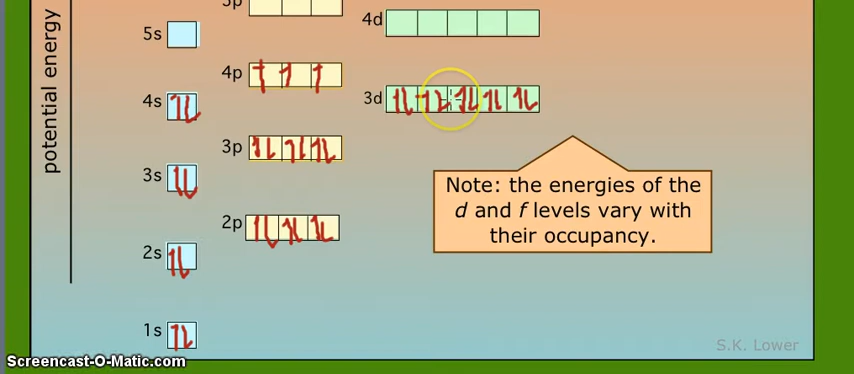 5p
4d
5s
4p
3d
4s
3p
3s
2p
2s
1s
potential energy
Note: the energies of the
d and f levels vary with
their occupancy.
S.K. Lower
Screencast-O-Matic.com